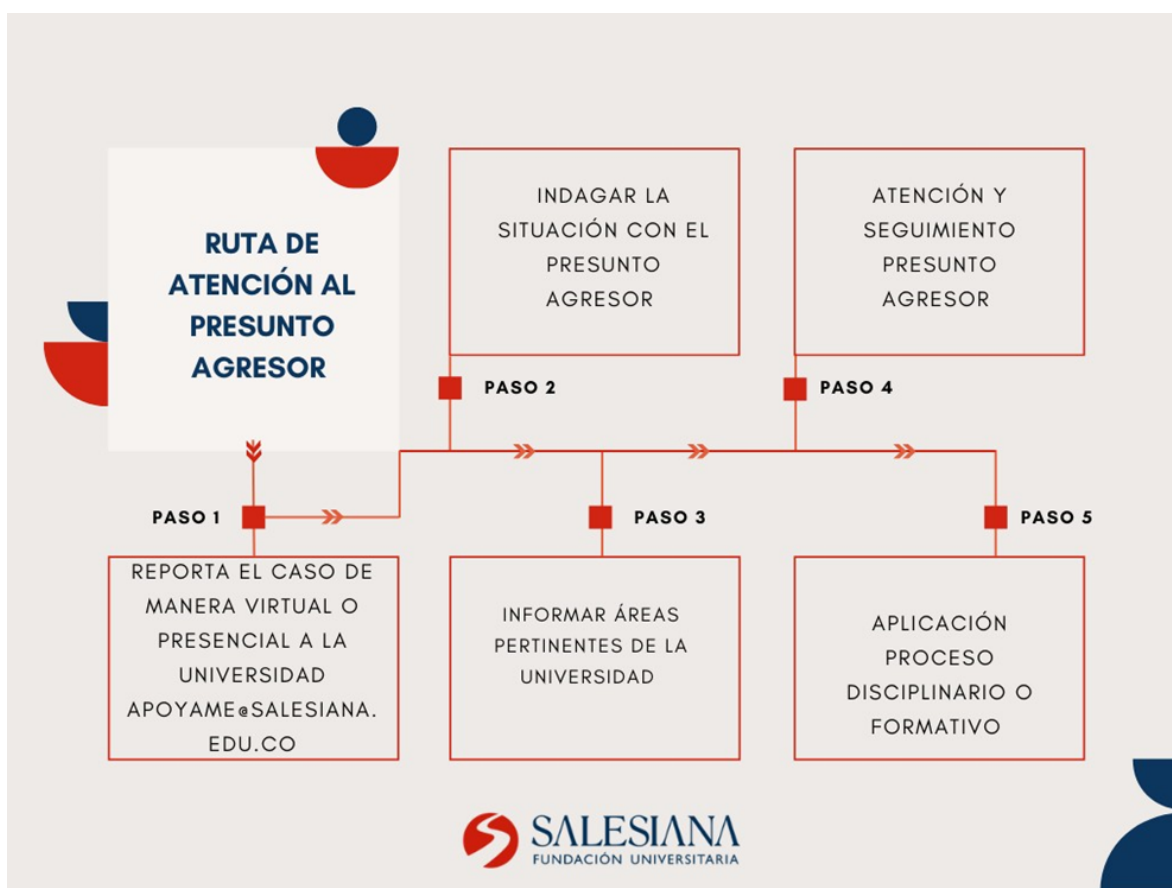 RUTA DE
ATENCIÓN AL
PRESUNTO
AGRESOR
PASO 1
REPORTA EL CASO DE
MANERA VIRTUAL O
PRESENCIAL A LA
UNIVERSIDAD
APOYAME@SALESIANA.
EDU.CO
PASO 2
INDAGAR LA
SITUACIÓN CON EL
PRESUNTO
AGRESOR
PASO 3
INFORMAR ÁREAS
PERTINENTES DE LA
UNIVERSIDAD
PASO 4
ATENCIÓN Y
SEGUIMIENTO
PRESUNTO
AGRESOR
PASO 5
APLICACIÓN
PROCESO
DISCIPLINARIO O
FORMATIVO
SALESIANA
FUNDACIÓN UNIVERSITARIA